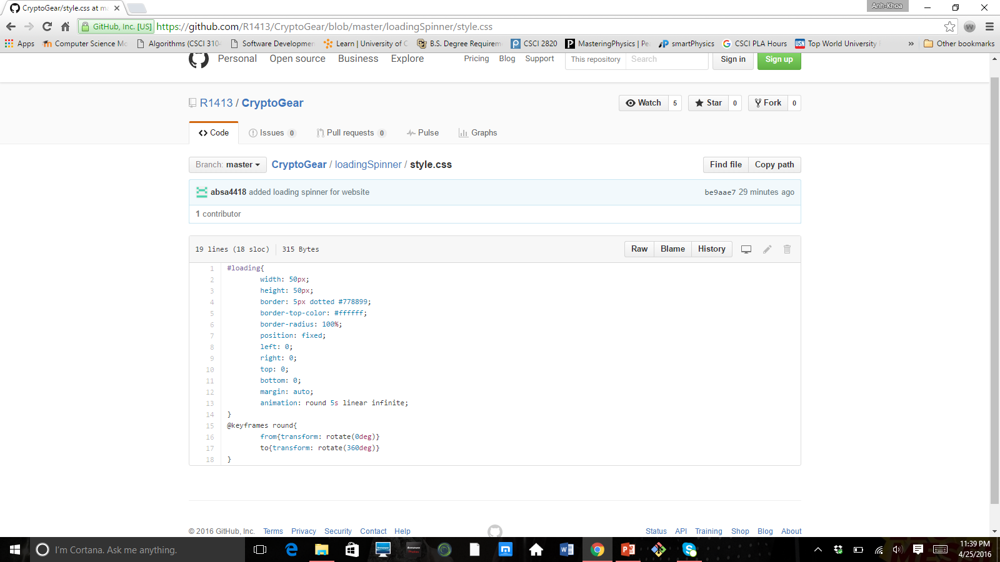 CryptoGear/style.css at ma
Anh-Khoa
GitHub, Inc. [US] https://github.com/R1413/CryptoGear/blob/master/loadingSpinner/style.css
Apps Computer Science Mo Algorithms (CSCI 3104 Software Developmen Learn | University of C B.S. Degree Requirem CSCI 2820 MasteringPhysics | Pe smartPhysics CSCI PLA Hours Top World University » Other bookmarks
Personal Open source Business Explore Pricing Blog Support This repository Search Sign in Sign up
R1413 / CryptoGear Watch 5 Star 0 Fork 0
Code Issues 0 Pull requests 0 Pulse Graphs
Branch: master CryptoGear / loadingSpinner / style.css Find file Copy path
absa4418 added loading spinner for website be9aae7 29 minutes ago
1 contributor
19 lines (18 sloc) 315 Bytes Raw Blame History
1 #loading{
2 width: 50px;
3 height: 50px;
4 border: 5px dotted #778899;
5 border-top-color: #ffffff;
6 border-radius: 100%;
7 position: fixed;
8 left: 0;
9 right: 0;
10 top: 0;
11 bottom: 0;
12 margin: auto;
13 animation: round 5s linear infinite;
14 }
15 @keyframes round{
16 from{transform: rotate(0deg)}
17 to{transform: rotate(360deg)}
18 }
© 2016 GitHub, Inc. Terms Privacy Security Contact Help Status API Training Shop Blog About
I'm Cortana. Ask me anything.
11:39 PM
4/25/2016